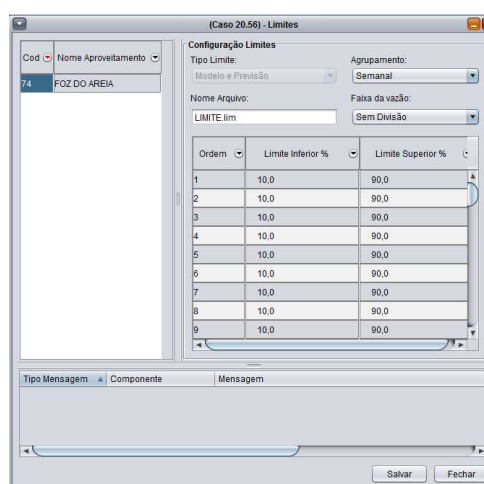 (Caso 20.56) - Limites
Cod Nome Aproveitamento
74 FOZ DO AREIA
Configuração Limites
Tipo Limite: Agrupamento:
Modelo e Previsão Semanal
Nome Arquivo: Faixa da vazão:
LIMITE.lim Sem Divisão
Ordem Limite Inferior % Limite Superior %
1 10,0 90,0
2 10,0 90,0
3 10,0 90,0
4 10,0 90,0
5 10,0 90,0
6 10,0 90,0
7 10,0 90,0
8 10,0 90,0
9 10,0 90,0
Tipo Mensagem Componente Mensagem
Salvar Fechar